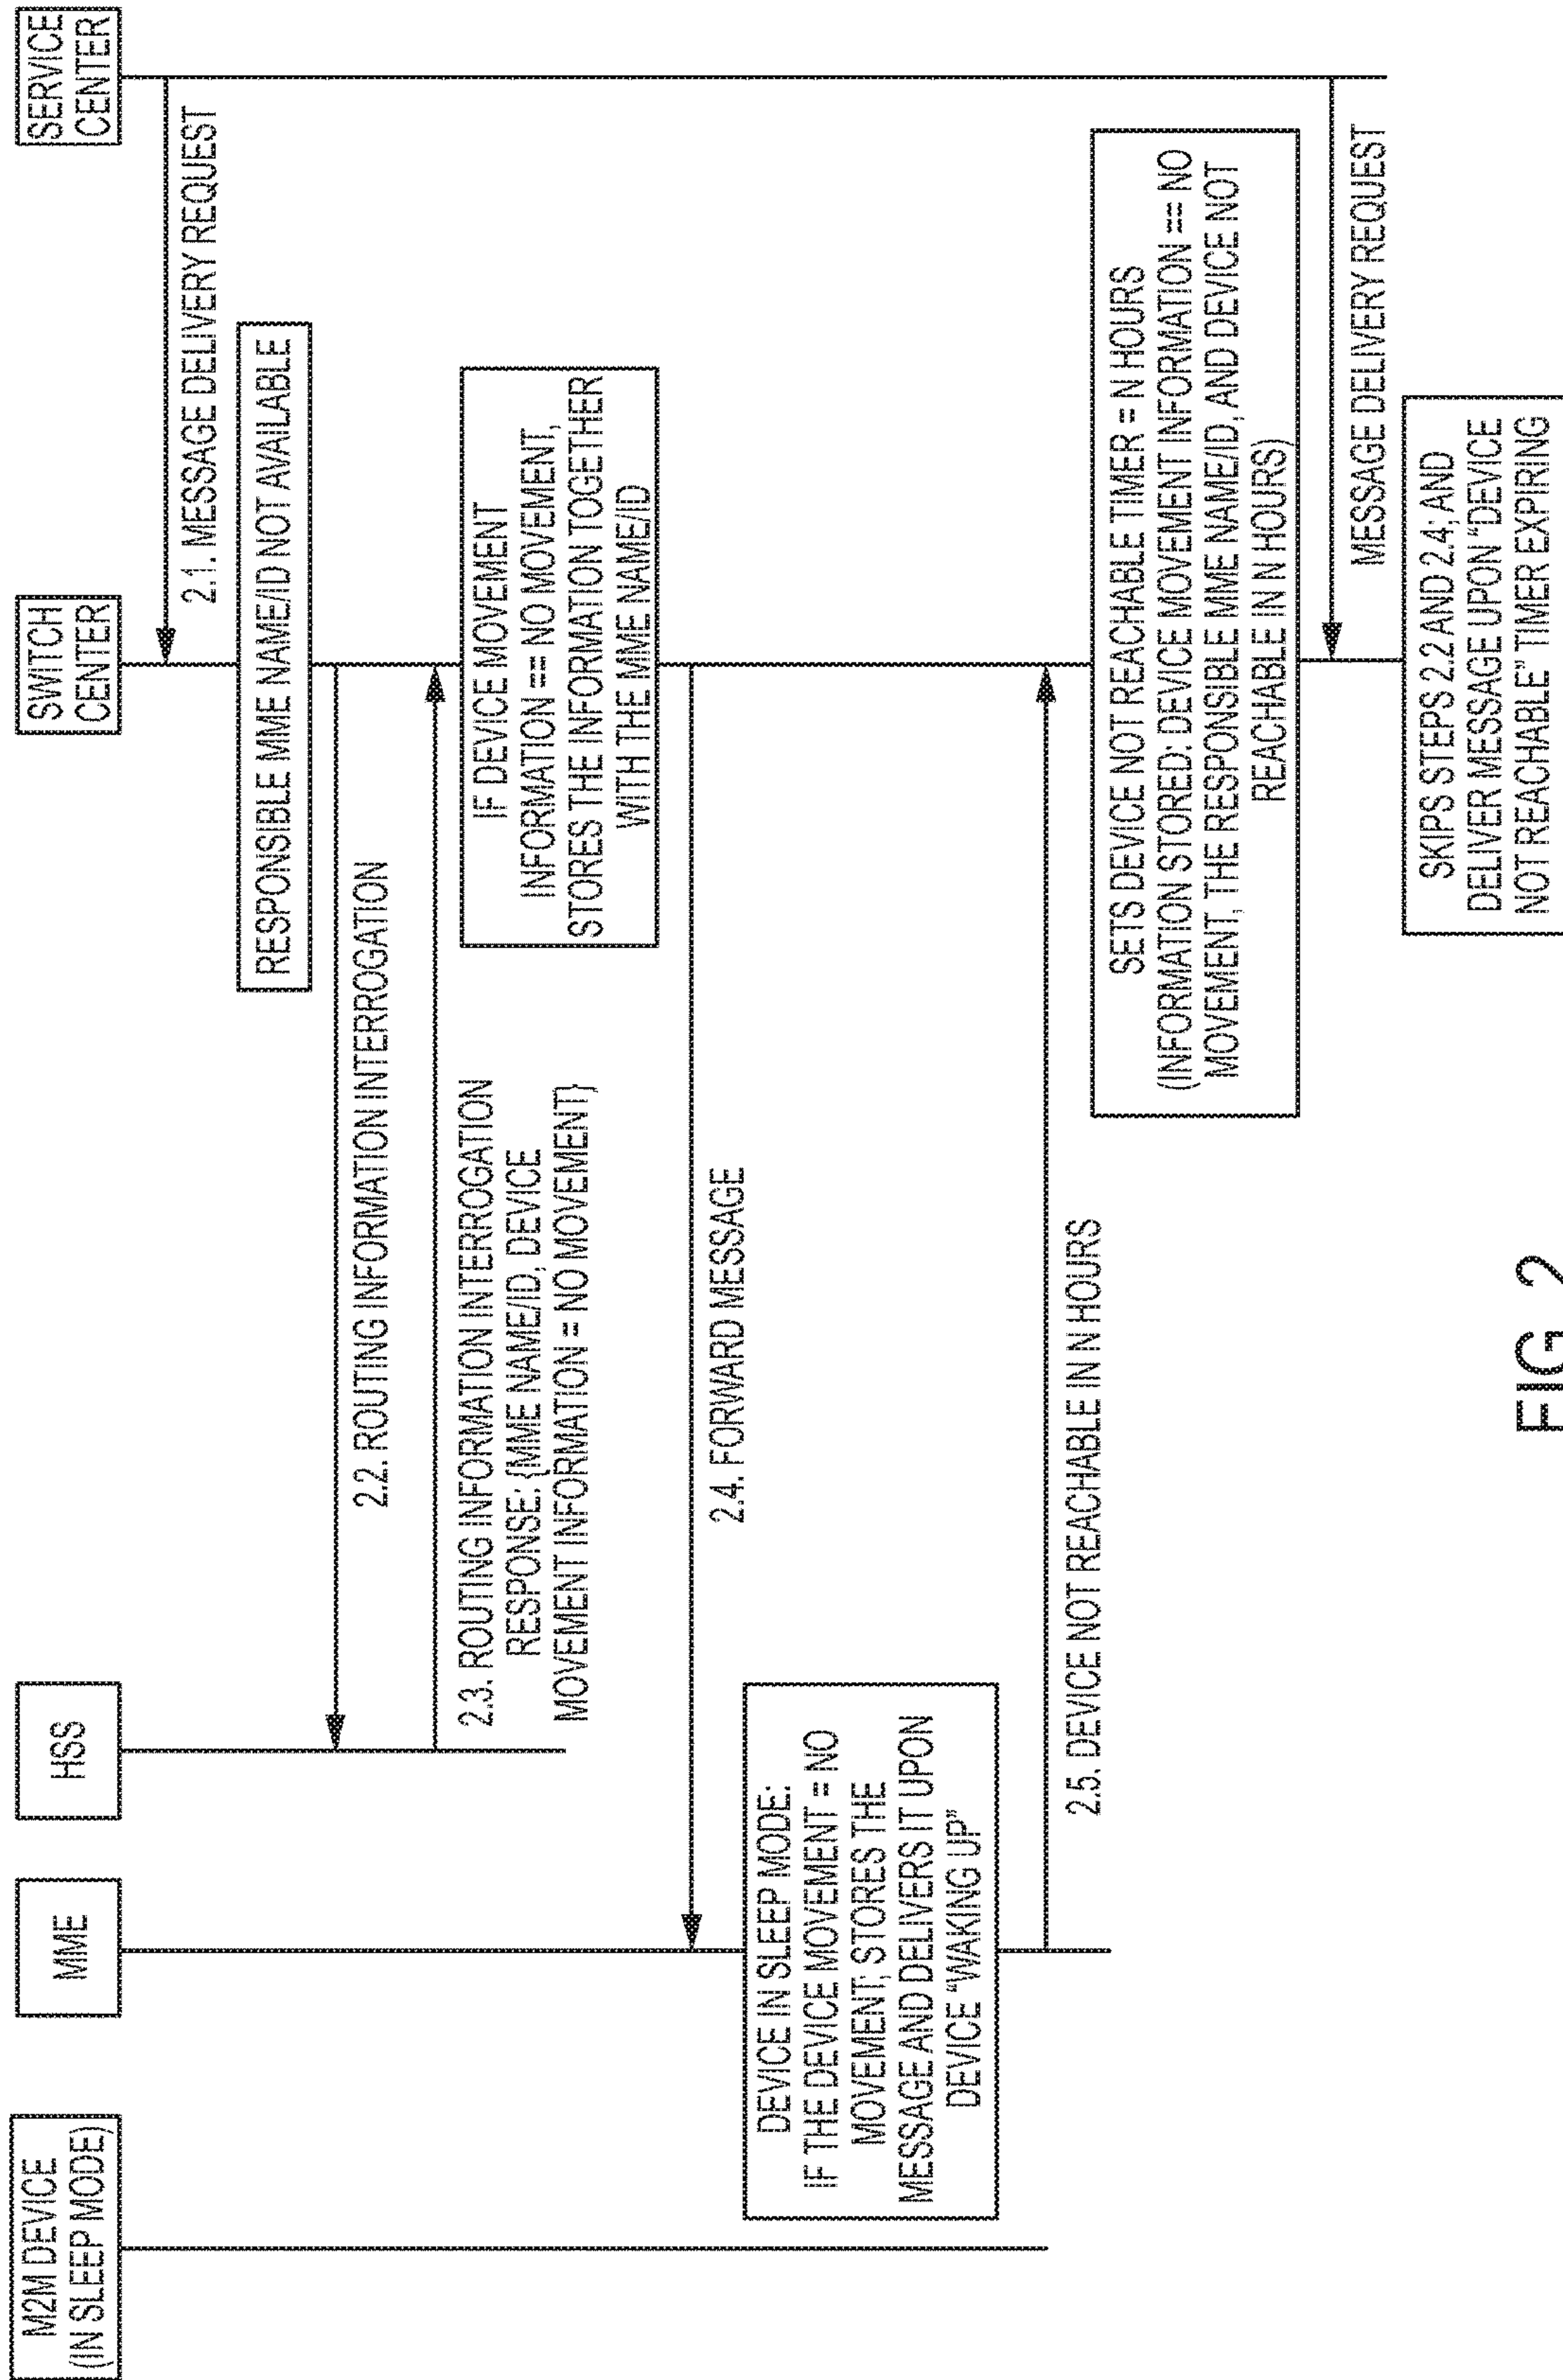 M2M DEVICE
(IN SLEEP MODE)
MME
HSS
SWITCH
CENTER
SERVICE
CENTER
2.1. MESSAGE DELIVERY REQUEST
RESPONSIBLE MME NAME/ID NOT AVAILABLE
2.2. ROUTING INFORMATION INTERROGATION
2.3. ROUTING INFORMATION INTERROGATION
RESPONSE: {MME NAME/ID, DEVICE
MOVEMENT INFORMATION = NO MOVEMENT}
IF DEVICE MOVEMENT
INFORMATION == NO MOVEMENT,
STORES THE INFORMATION TOGETHER
WITH THE MME NAME/ID
2.4. FORWARD MESSAGE
DEVICE IN SLEEP MODE:
IF THE DEVICE MOVEMENT = NO
MOVEMENT; STORES THE
MESSAGE AND DELIVERS IT UPON
DEVICE "WAKING UP"
2.5. DEVICE NOT REACHABLE IN N HOURS
SETS DEVICE NOT REACHABLE TIMER = N HOURS
(INFORMATION STORED: DEVICE MOVEMENT INFORMATION == NO
MOVEMENT, THE RESPONSIBLE MME NAME/ID, AND DEVICE NOT
REACHABLE IN N HOURS)
MESSAGE DELIVERY REQUEST
SKIPS STEPS 2.2 AND 2.4; AND
DELIVER MESSAGE UPON "DEVICE
NOT REACHABLE" TIMER EXPIRING
FIG. 2